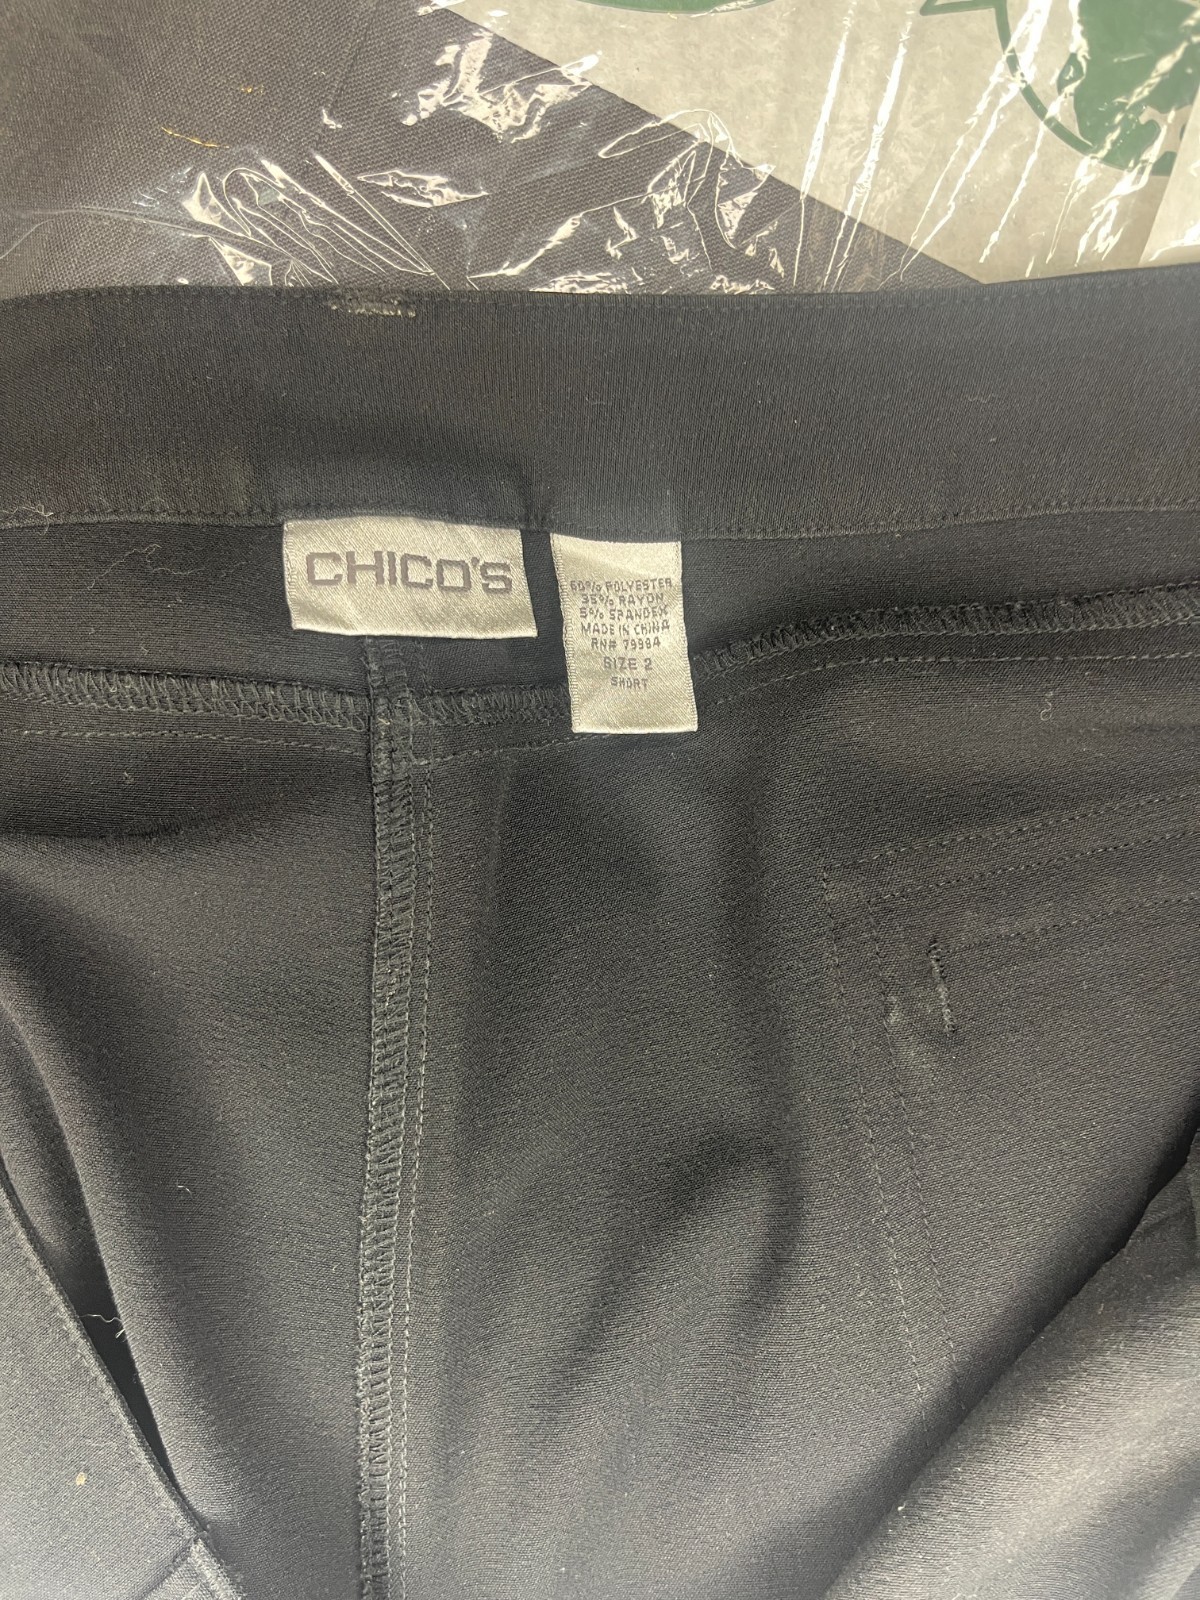 CHICO'S
60% POLYESTER
35% RAYON
5% SPANDEX
MADE IN CHINA
RN# 79984
SIZE 2
SHORT